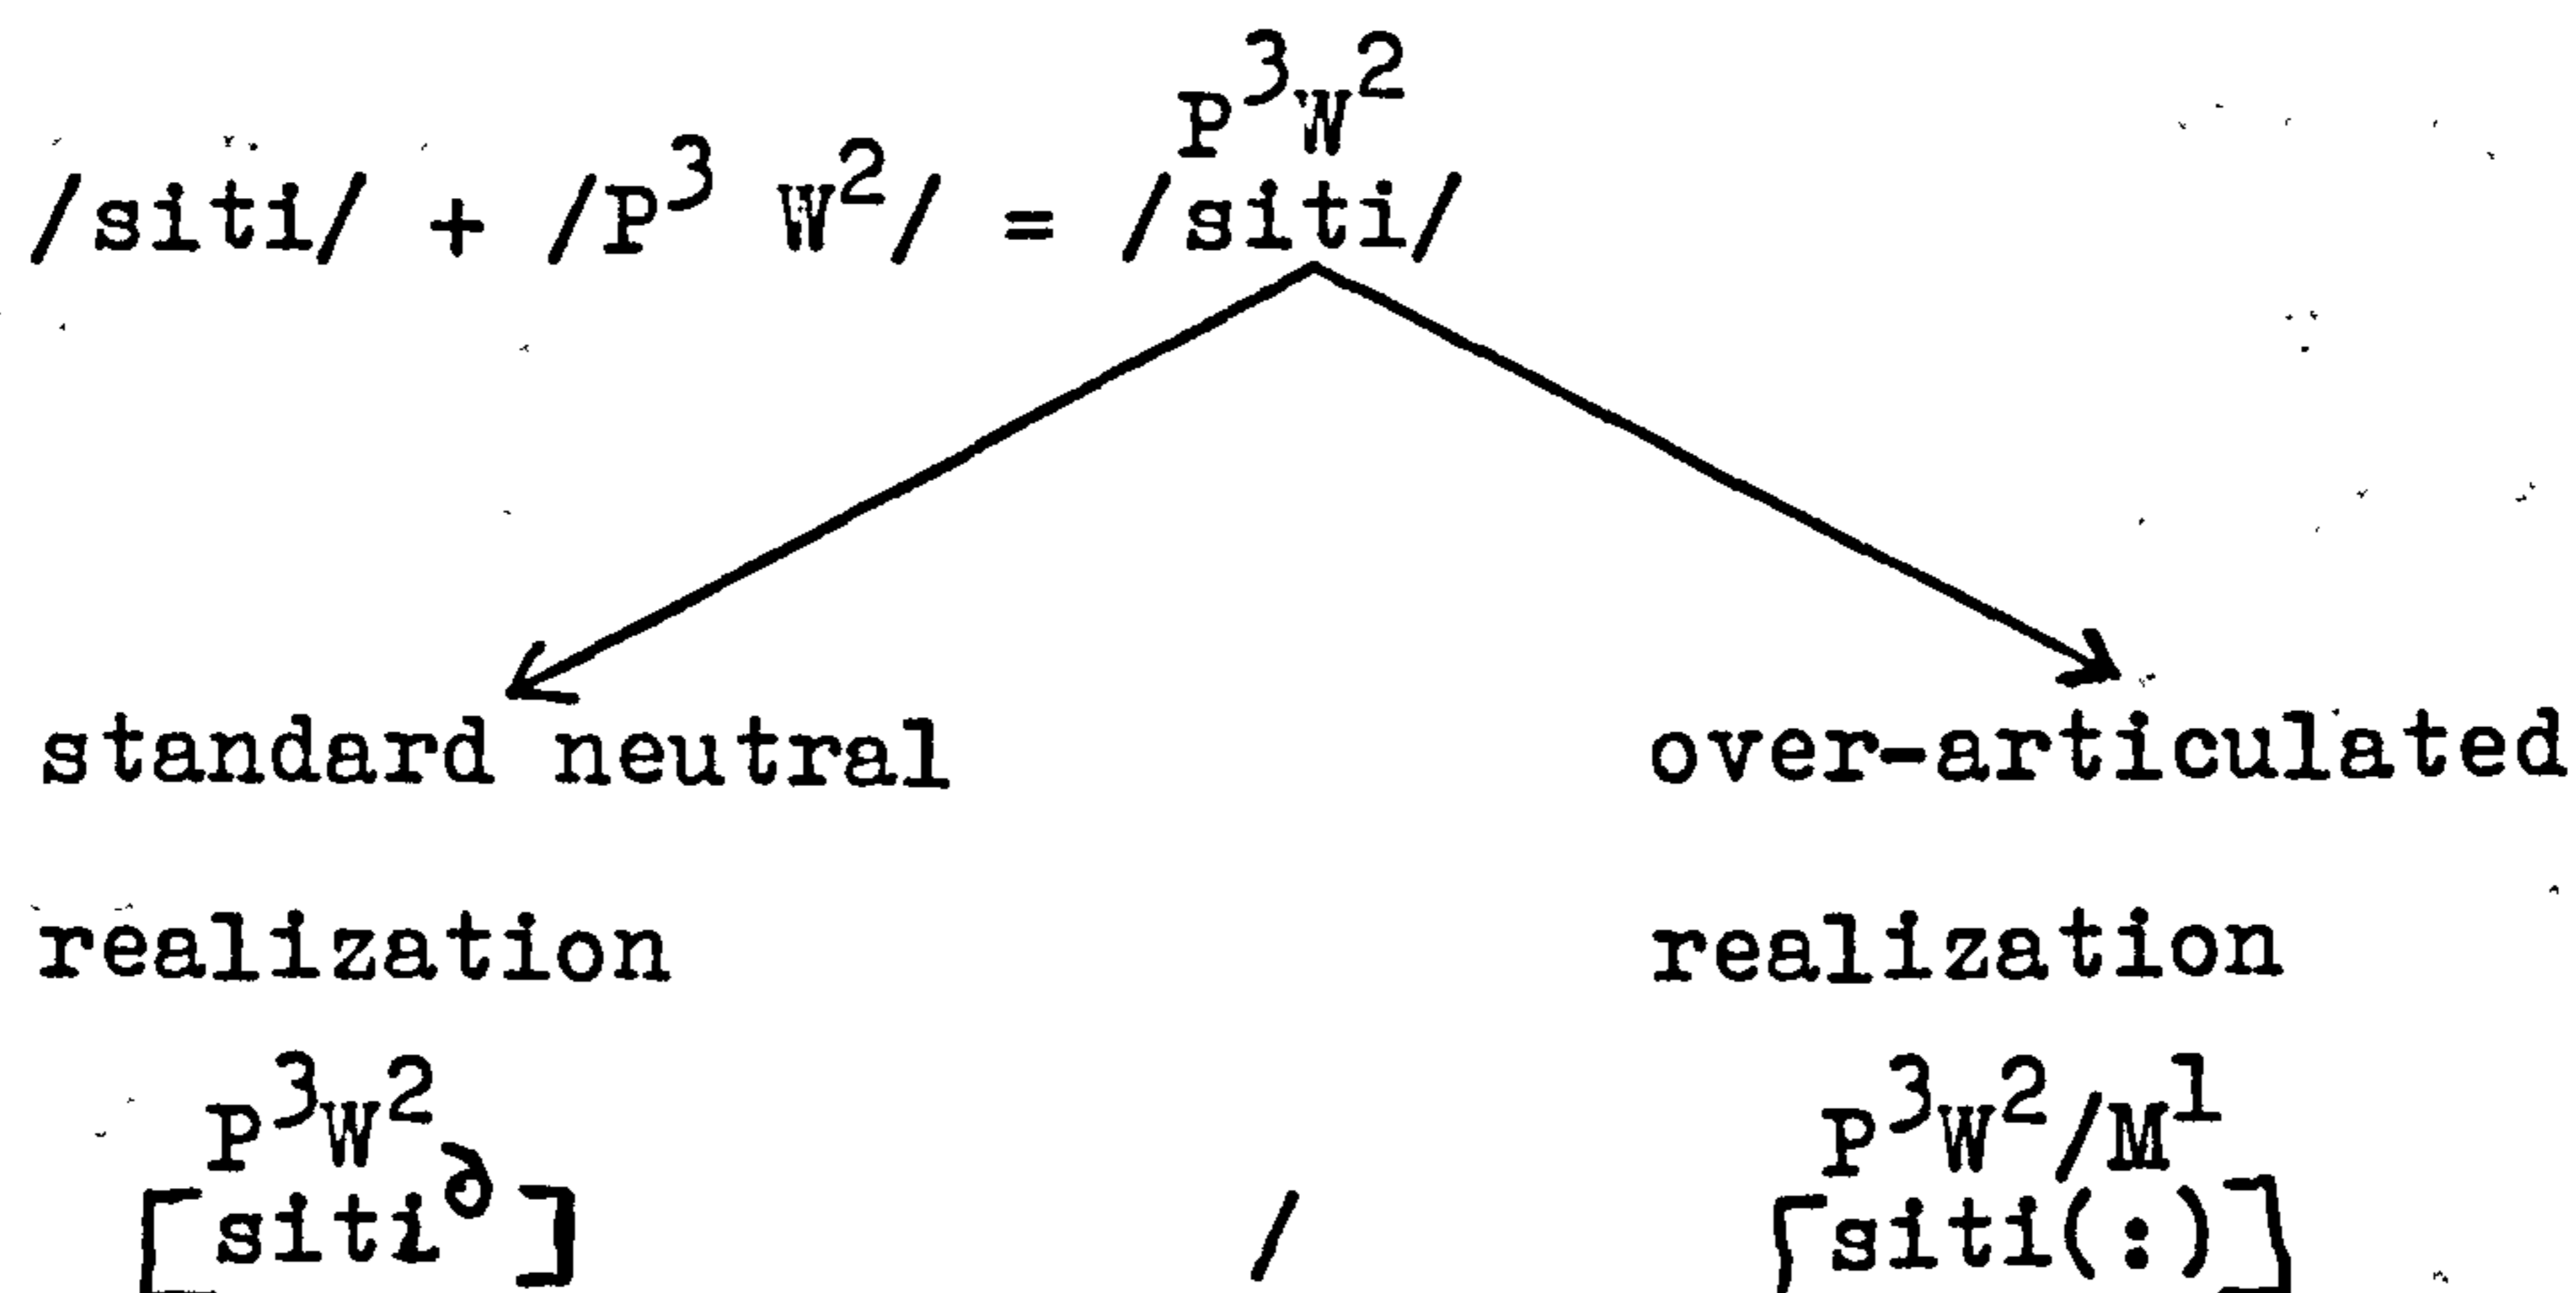 P³W²
/siti/ + /P³ W²/ = /siti/
standard neutral over-articulated
realization realization
P³W² P³W²/M¹
[sitiᵊ] / [siti(:)]